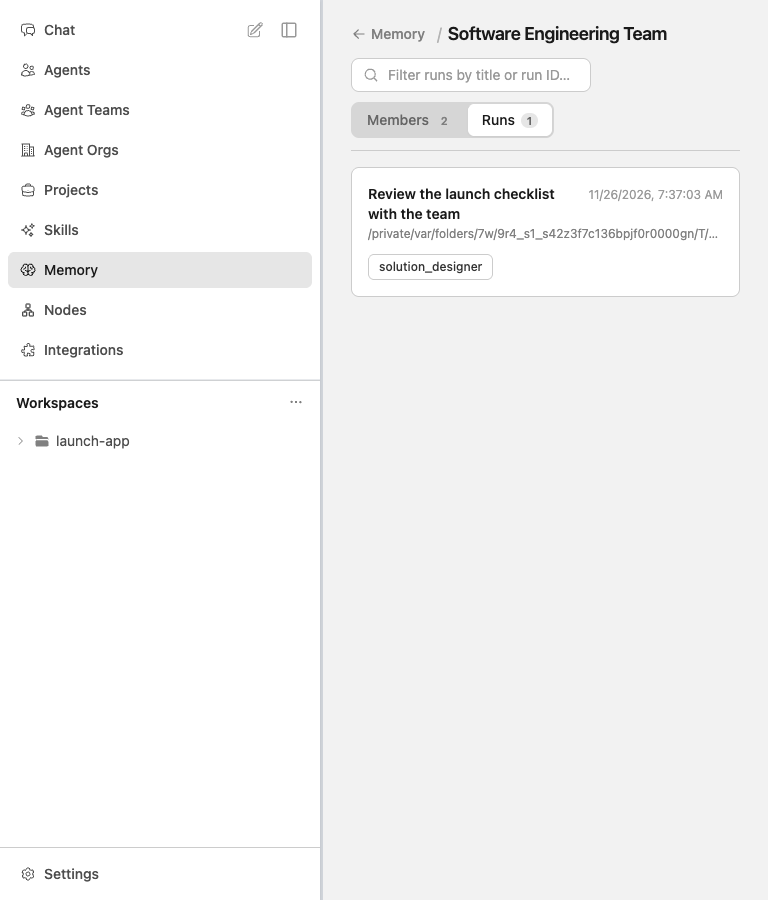 Chat
Agents
Agent Teams
Agent Orgs
Projects
Skills
Memory
Nodes
Integrations
Workspaces
launch-app
Settings
Memory / Software Engineering Team
Filter runs by title or run ID...
Members 2 Runs 1
Review the launch checklist 11/26/2026, 7:37:03 AM
with the team
/private/var/folders/7w/9r4_s1_s42z3f7c136bpjf0r0000gn/T/...
solution_designer